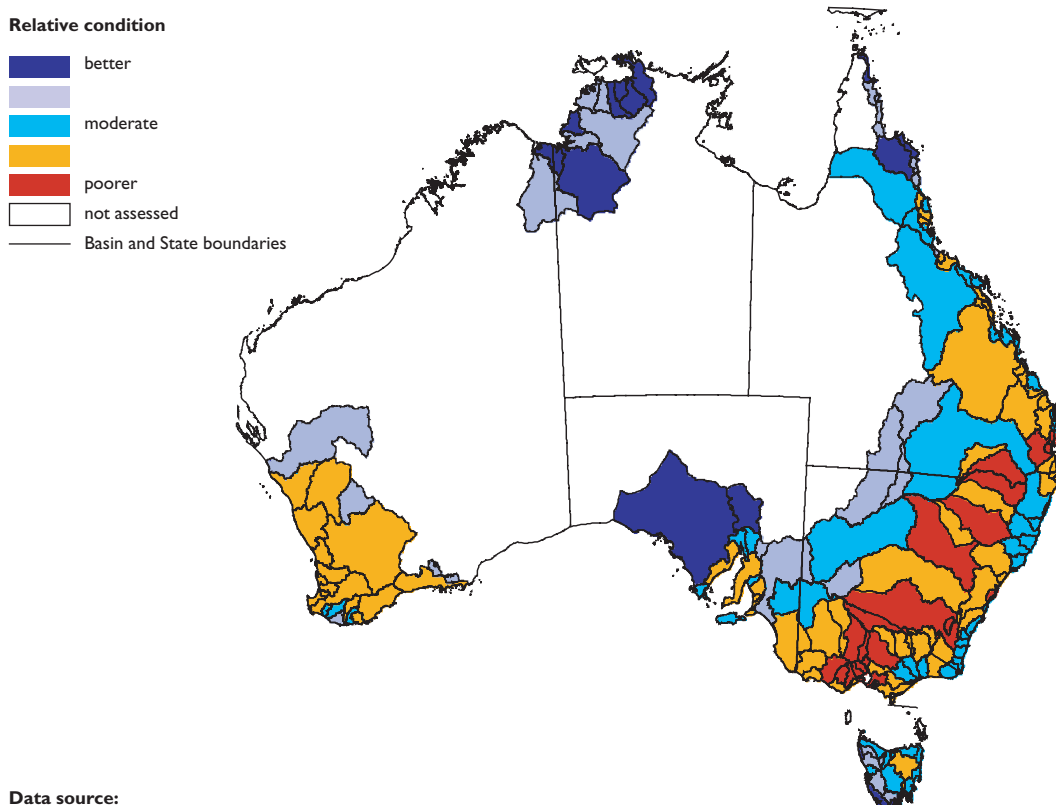 Relative condition
better
moderate
poorer
not assessed
Basin and State boundaries
Data source: